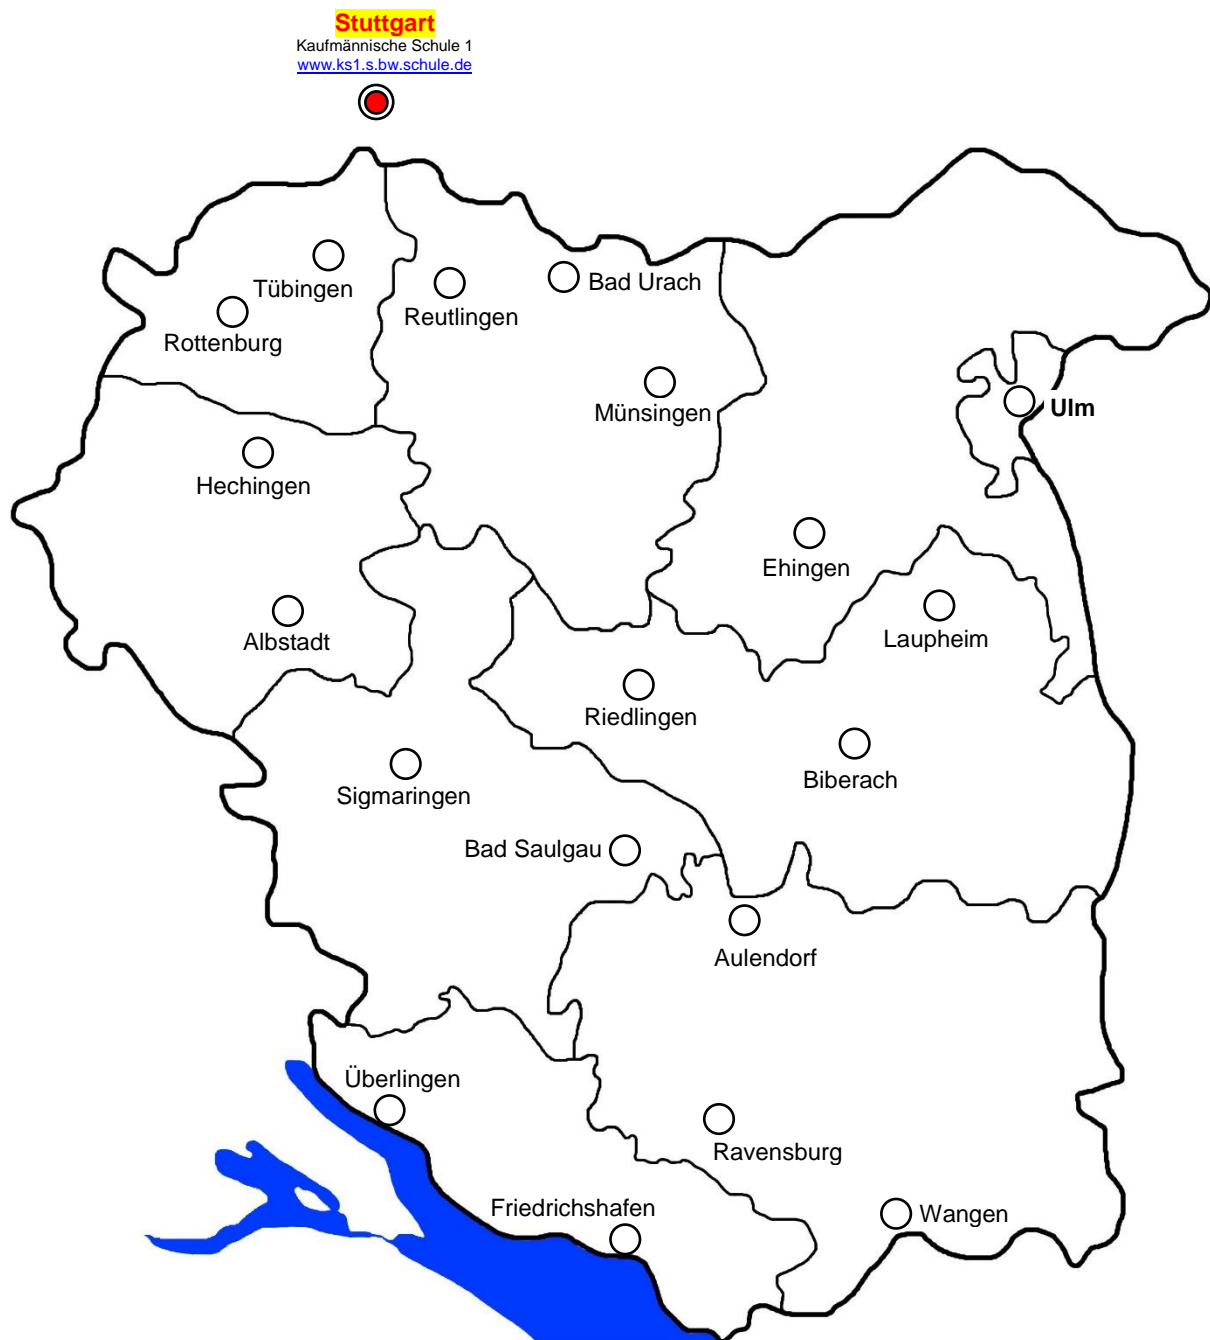 Stuttgart
Kaufmännische Schule 1
www.ks1.s.bw.schule.de
Tübingen
Bad Urach
Reutlingen
Rottenburg
Münsingen
Ulm
Hechingen
Ehingen
Albstadt
Laupheim
Riedlingen
Biberach
Sigmaringen
Bad Saulgau
Aulendorf
Überlingen
Ravensburg
Friedrichshafen
Wangen